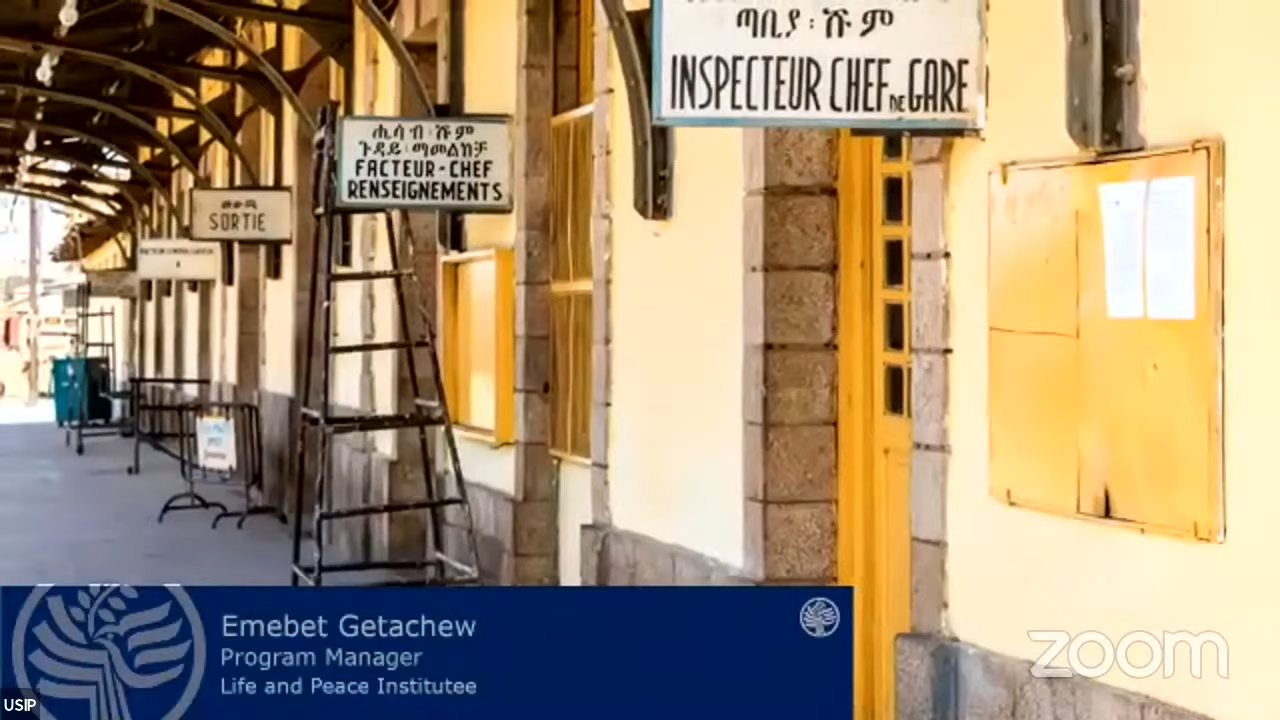 ጣቢያ፡ሹም
INSPECTEUR CHEF DE GARE
ሒሳብ፡ሹም
ጉዳይ፡ማመልከቻ
FACTEUR-CHEF
RENSEIGNEMENTS
SORTIE
Emebet Getachew
Program Manager
Life and Peace Institutee
USIP
zoom